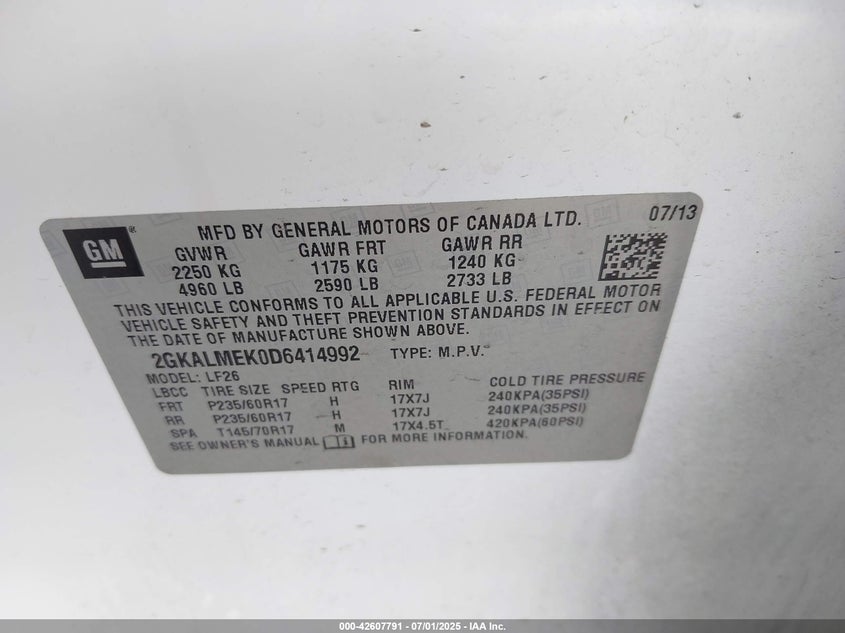 GM
MFD BY GENERAL MOTORS OF CANADA LTD. 07/13
GVWR GAWR FRT GAWR RR
2250 KG 1175 KG 1240 KG
4960 LB 2590 LB 2733 LB
THIS VEHICLE CONFORMS TO ALL APPLICABLE U.S. FEDERAL MOTOR
VEHICLE SAFETY AND THEFT PREVENTION STANDARDS IN EFFECT ON
THE DATE OF MANUFACTURE SHOWN ABOVE.
2GKALMEK0D6414992 TYPE: M.P.V.
MODEL: LF26
LBCC TIRE SIZE SPEED RTG RIM COLD TIRE PRESSURE
FRT P235/60R17 H 17X7J 240KPA(35PSI)
RR P235/60R17 H 17X7J 240KPA(35PSI)
SPA T145/70R17 M 17X4.5T 420KPA(60PSI)
SEE OWNER'S MANUAL FOR MORE INFORMATION.
000-42607791 - 07/01/2025 - IAA Inc.